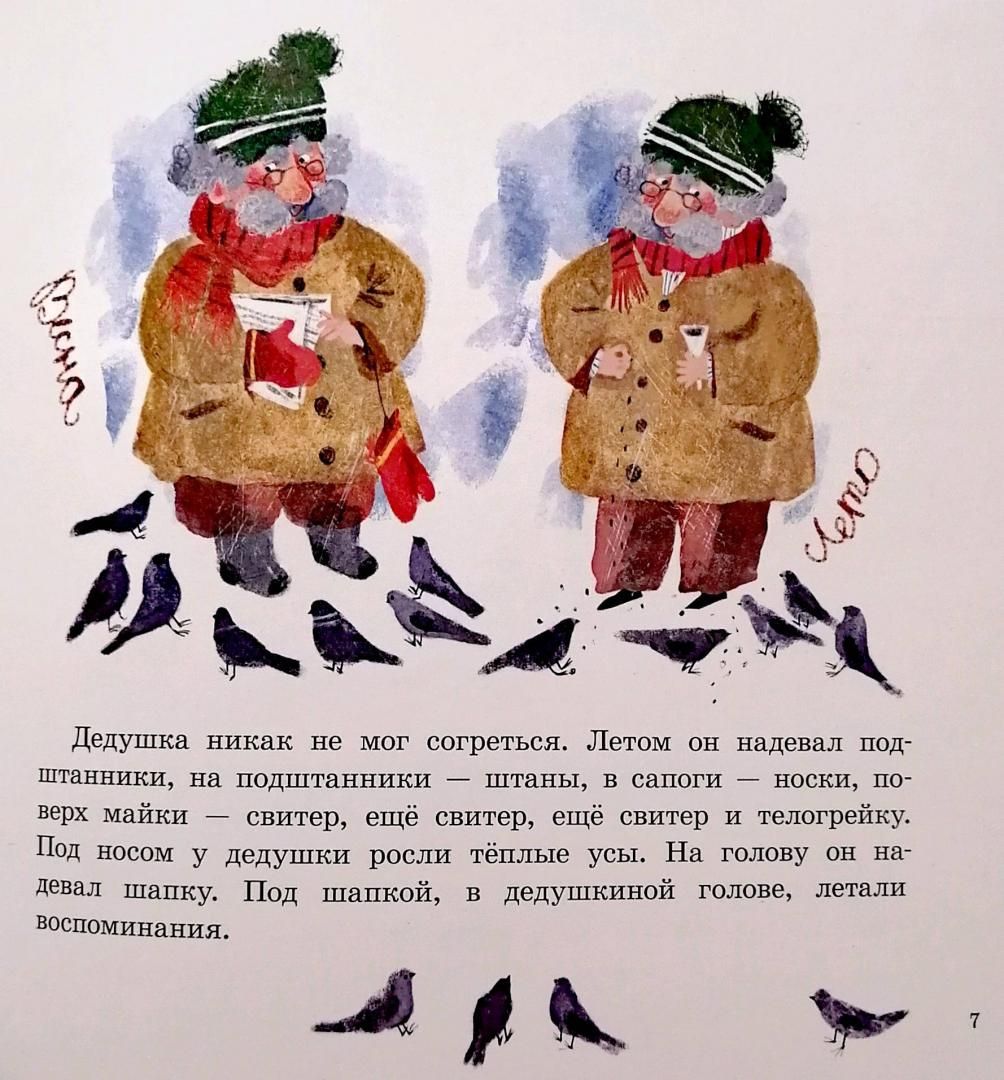 Весна
Лето
Дедушка никак не мог согреться. Летом он надевал под-
штанники, на подштанники — штаны, в сапоги — носки, по-
верх майки — свитер, ещё свитер, ещё свитер и телогрейку.
Под носом у дедушки росли тёплые усы. На голову он на-
девал шапку. Под шапкой, в дедушкиной голове, летали
воспоминания.
7